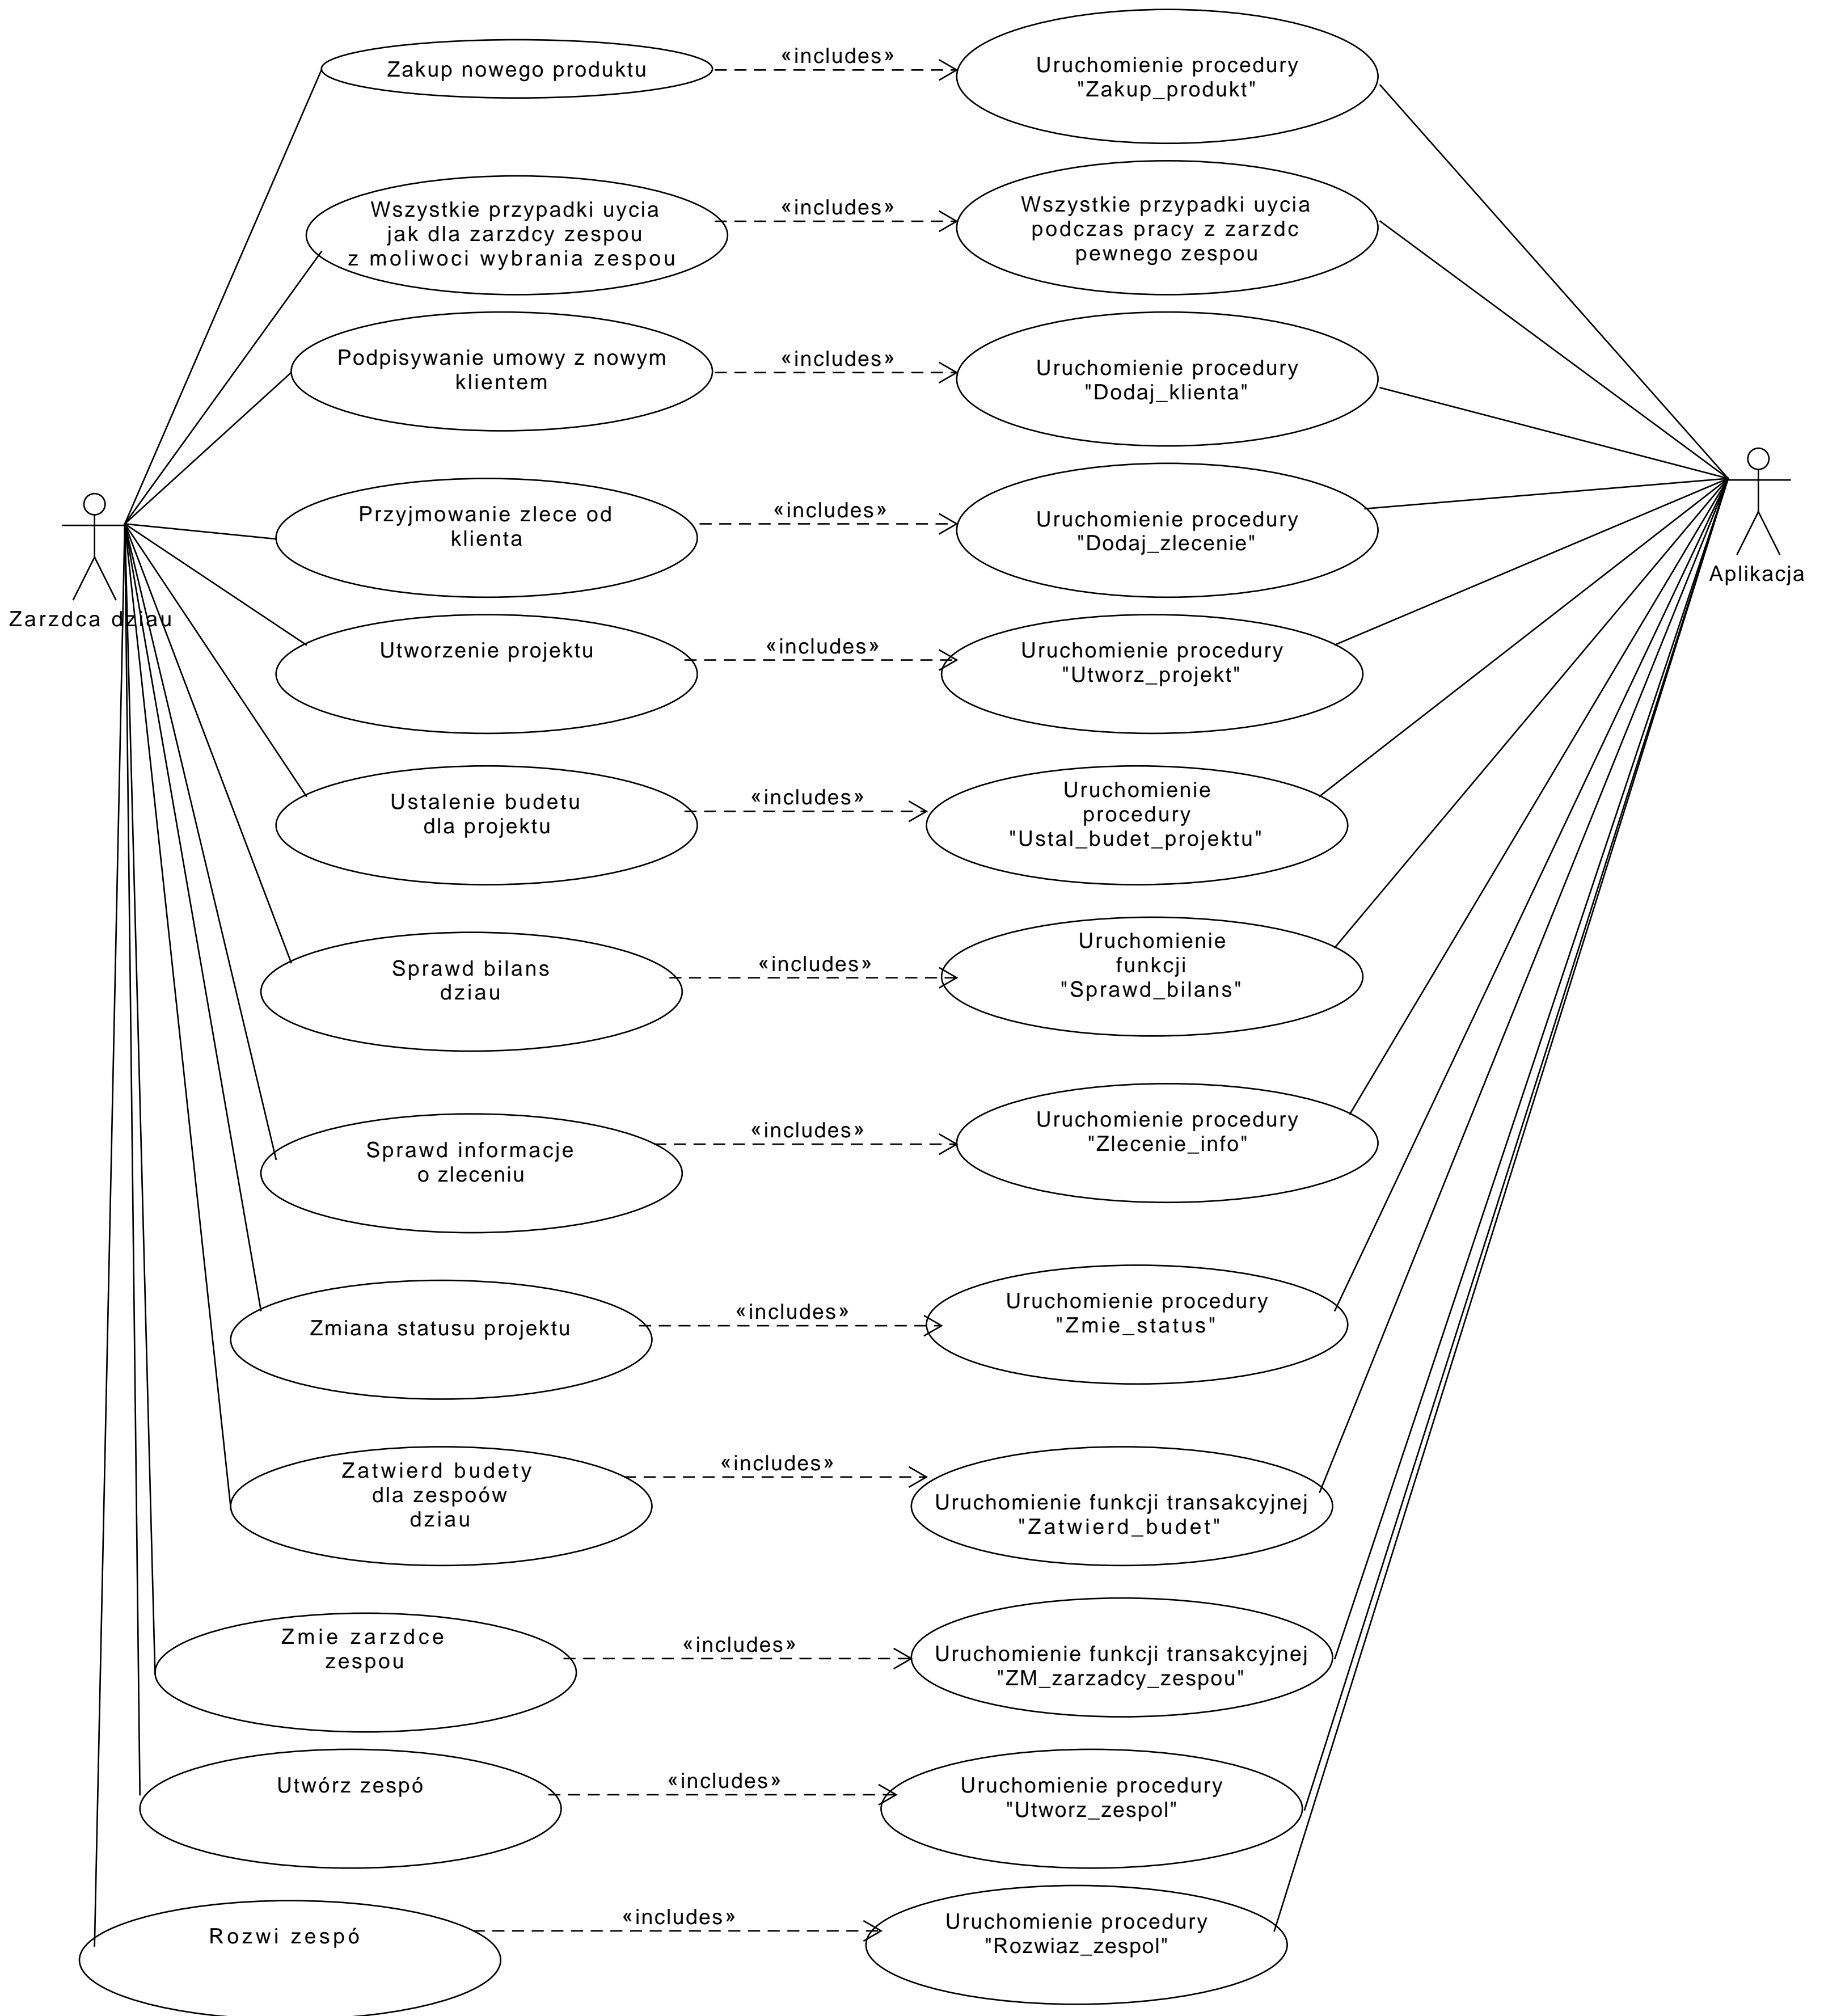 Zakup nowego produktu
«includes»
Uruchomienie procedury
"Zakup_produkt"
Wszystkie przypadki uycia
jak dla zarzdcy zespou
z moliwoci wybrania zespou
«includes»
Wszystkie przypadki uycia
podczas pracy z zarzdc
pewnego zespou
Podpisywanie umowy z nowym
klientem
«includes»
Uruchomienie procedury
"Dodaj_klienta"
Przyjmowanie zlece od
klienta
«includes»
Uruchomienie procedury
"Dodaj_zlecenie"
Aplikacja
Zarzdca dziau
Utworzenie projektu
«includes»
Uruchomienie procedury
"Utworz_projekt"
Ustalenie budetu
dla projektu
«includes»
Uruchomienie
procedury
"Ustal_budet_projektu"
Sprawd bilans
dziau
«includes»
Uruchomienie
funkcji
"Sprawd_bilans"
Sprawd informacje
o zleceniu
«includes»
Uruchomienie procedury
"Zlecenie_info"
Zmiana statusu projektu
«includes»
Uruchomienie procedury
"Zmie_status"
Zatwierd budety
dla zespoów
dziau
«includes»
Uruchomienie funkcji transakcyjnej
"Zatwierd_budet"
Zmie zarzdce
zespou
«includes»
Uruchomienie funkcji transakcyjnej
"ZM_zarzadcy_zespou"
Utwórz zespó
«includes»
Uruchomienie procedury
"Utworz_zespol"
Rozwi zespó
«includes»
Uruchomienie procedury
"Rozwiaz_zespol"